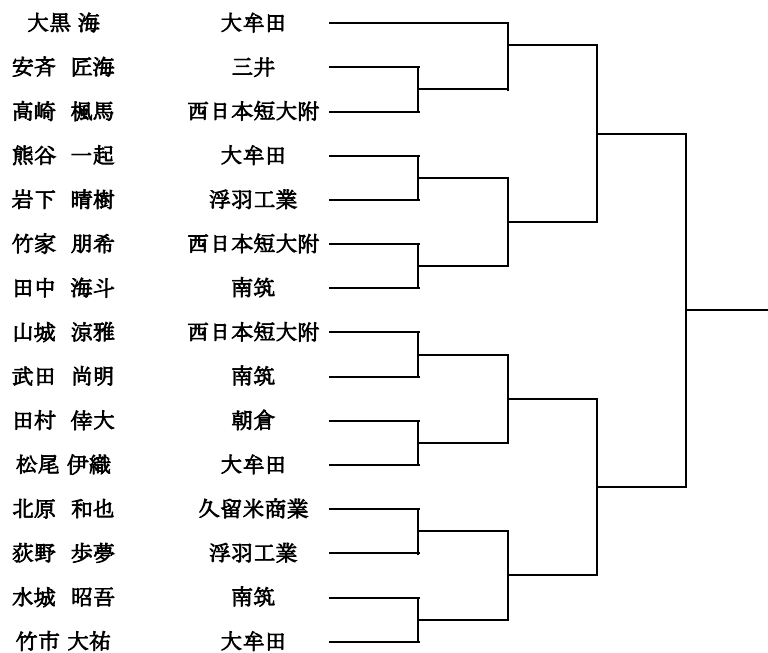 大黒 海 大牟田
安斉 匠海 三井
高崎 楓馬 西日本短大附
熊谷 一起 大牟田
岩下 晴樹 浮羽工業
竹家 朋希 西日本短大附
田中 海斗 南筑
山城 涼雅 西日本短大附
武田 尚明 南筑
田村 倖大 朝倉
松尾 伊織 大牟田
北原 和也 久留米商業
荻野 歩夢 浮羽工業
水城 昭吾 南筑
竹市 大祐 大牟田